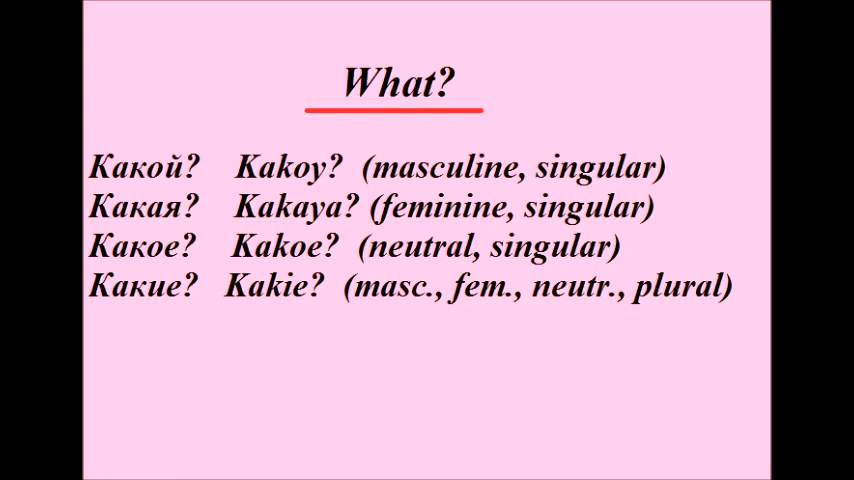 What?
Какой? Kakoy? (masculine, singular)
Какая? Kakaya? (feminine, singular)
Какое? Kakoe? (neutral, singular)
Какие? Kakie? (masc., fem., neutr., plural)